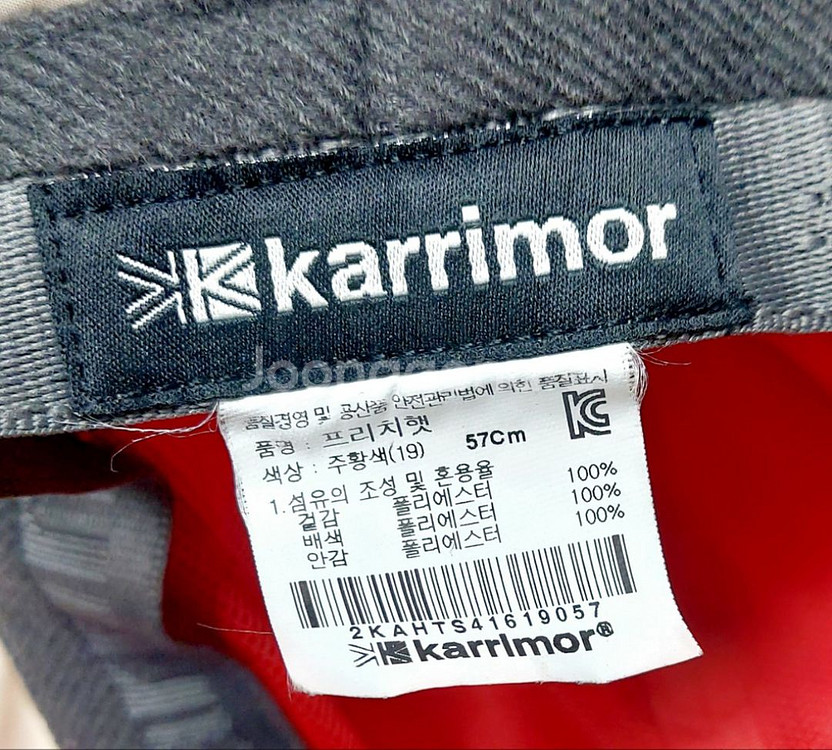 karrimor
품질경영 및 공산품 안전관리법에 의한 품질표시
품명 : 프리치햇 57Cm
색상 : 주황색(19)
1.섬유의 조성 및 혼용율
겉감 폴리에스터 100%
배색 폴리에스터 100%
안감 폴리에스터 100%
2KAHTS41619057
karrimor®